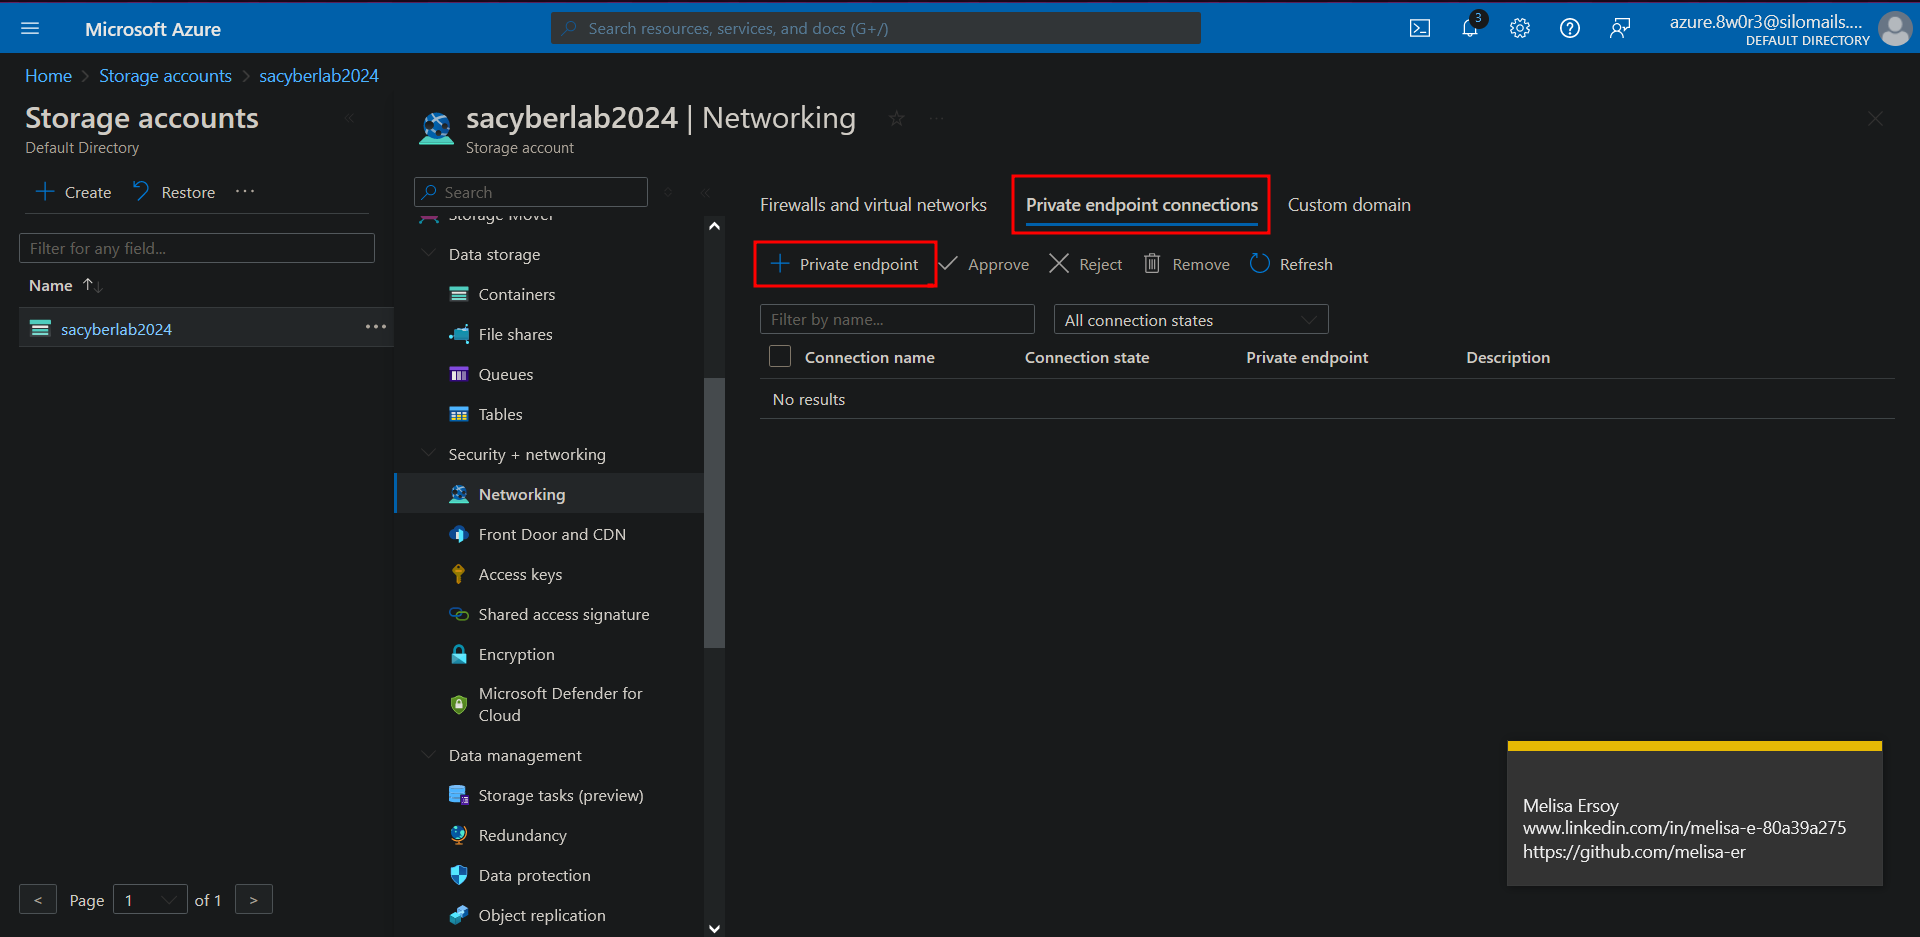 Microsoft Azure
Search resources, services, and docs (G+/)
3
azure.8w0r3@silomails....
DEFAULT DIRECTORY
Home > Storage accounts > sacyberlab2024
Storage accounts
Default Directory
+ Create Restore ...
Filter for any field...
Name ↑↓
sacyberlab2024 ...
< Page 1 of 1 >
sacyberlab2024 | Networking
Storage account
Search
Storage Mover
Data storage
Containers
File shares
Queues
Tables
Security + networking
Networking
Front Door and CDN
Access keys
Shared access signature
Encryption
Microsoft Defender for
Cloud
Data management
Storage tasks (preview)
Redundancy
Data protection
Object replication
Firewalls and virtual networks Private endpoint connections Custom domain
+ Private endpoint Approve Reject Remove Refresh
Filter by name... All connection states
Connection name Connection state Private endpoint Description
No results
Melisa Ersoy
www.linkedin.com/in/melisa-e-80a39a275
https://github.com/melisa-er